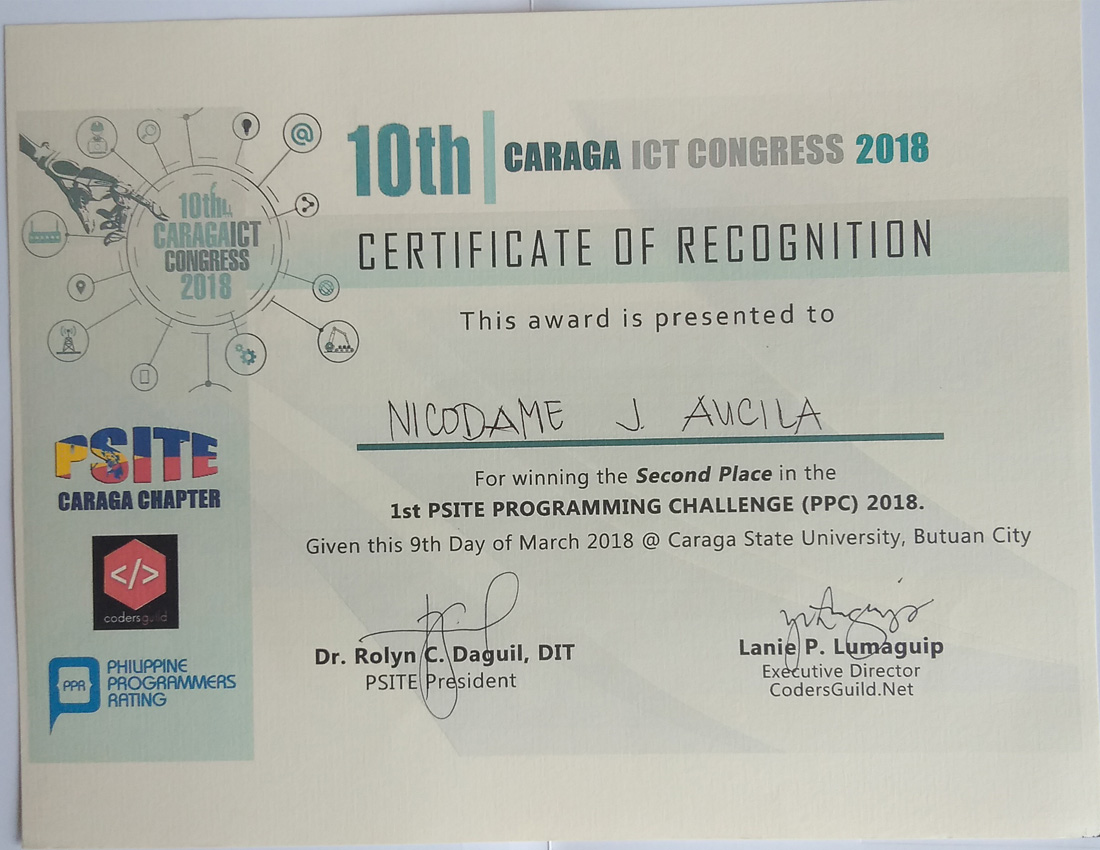 10th CARAGA ICT CONGRESS 2018
10th
CARAGAICT
CONGRESS
2018
CERTIFICATE OF RECOGNITION
This award is presented to
NICODAME J. AUCILA
For winning the Second Place in the
1st PSITE PROGRAMMING CHALLENGE (PPC) 2018.
Given this 9th Day of March 2018 @ Caraga State University, Butuan City
PSITE
CARAGA CHAPTER
</>
codersguild
PPR
PHILIPPINE
PROGRAMMERS
RATING
Dr. Rolyn C. Daguil, DIT
PSITE President
Lanie P. Lumaguip
Executive Director
CodersGuild.Net